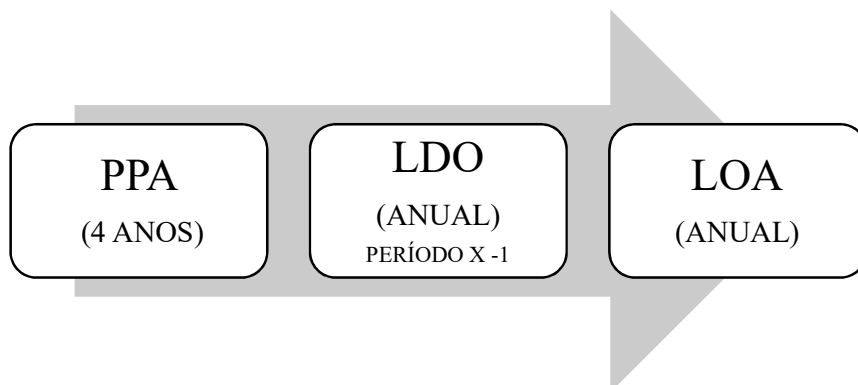 PPA
(4 ANOS)
LDO
(ANUAL)
PERÍODO X -1
LOA
(ANUAL)